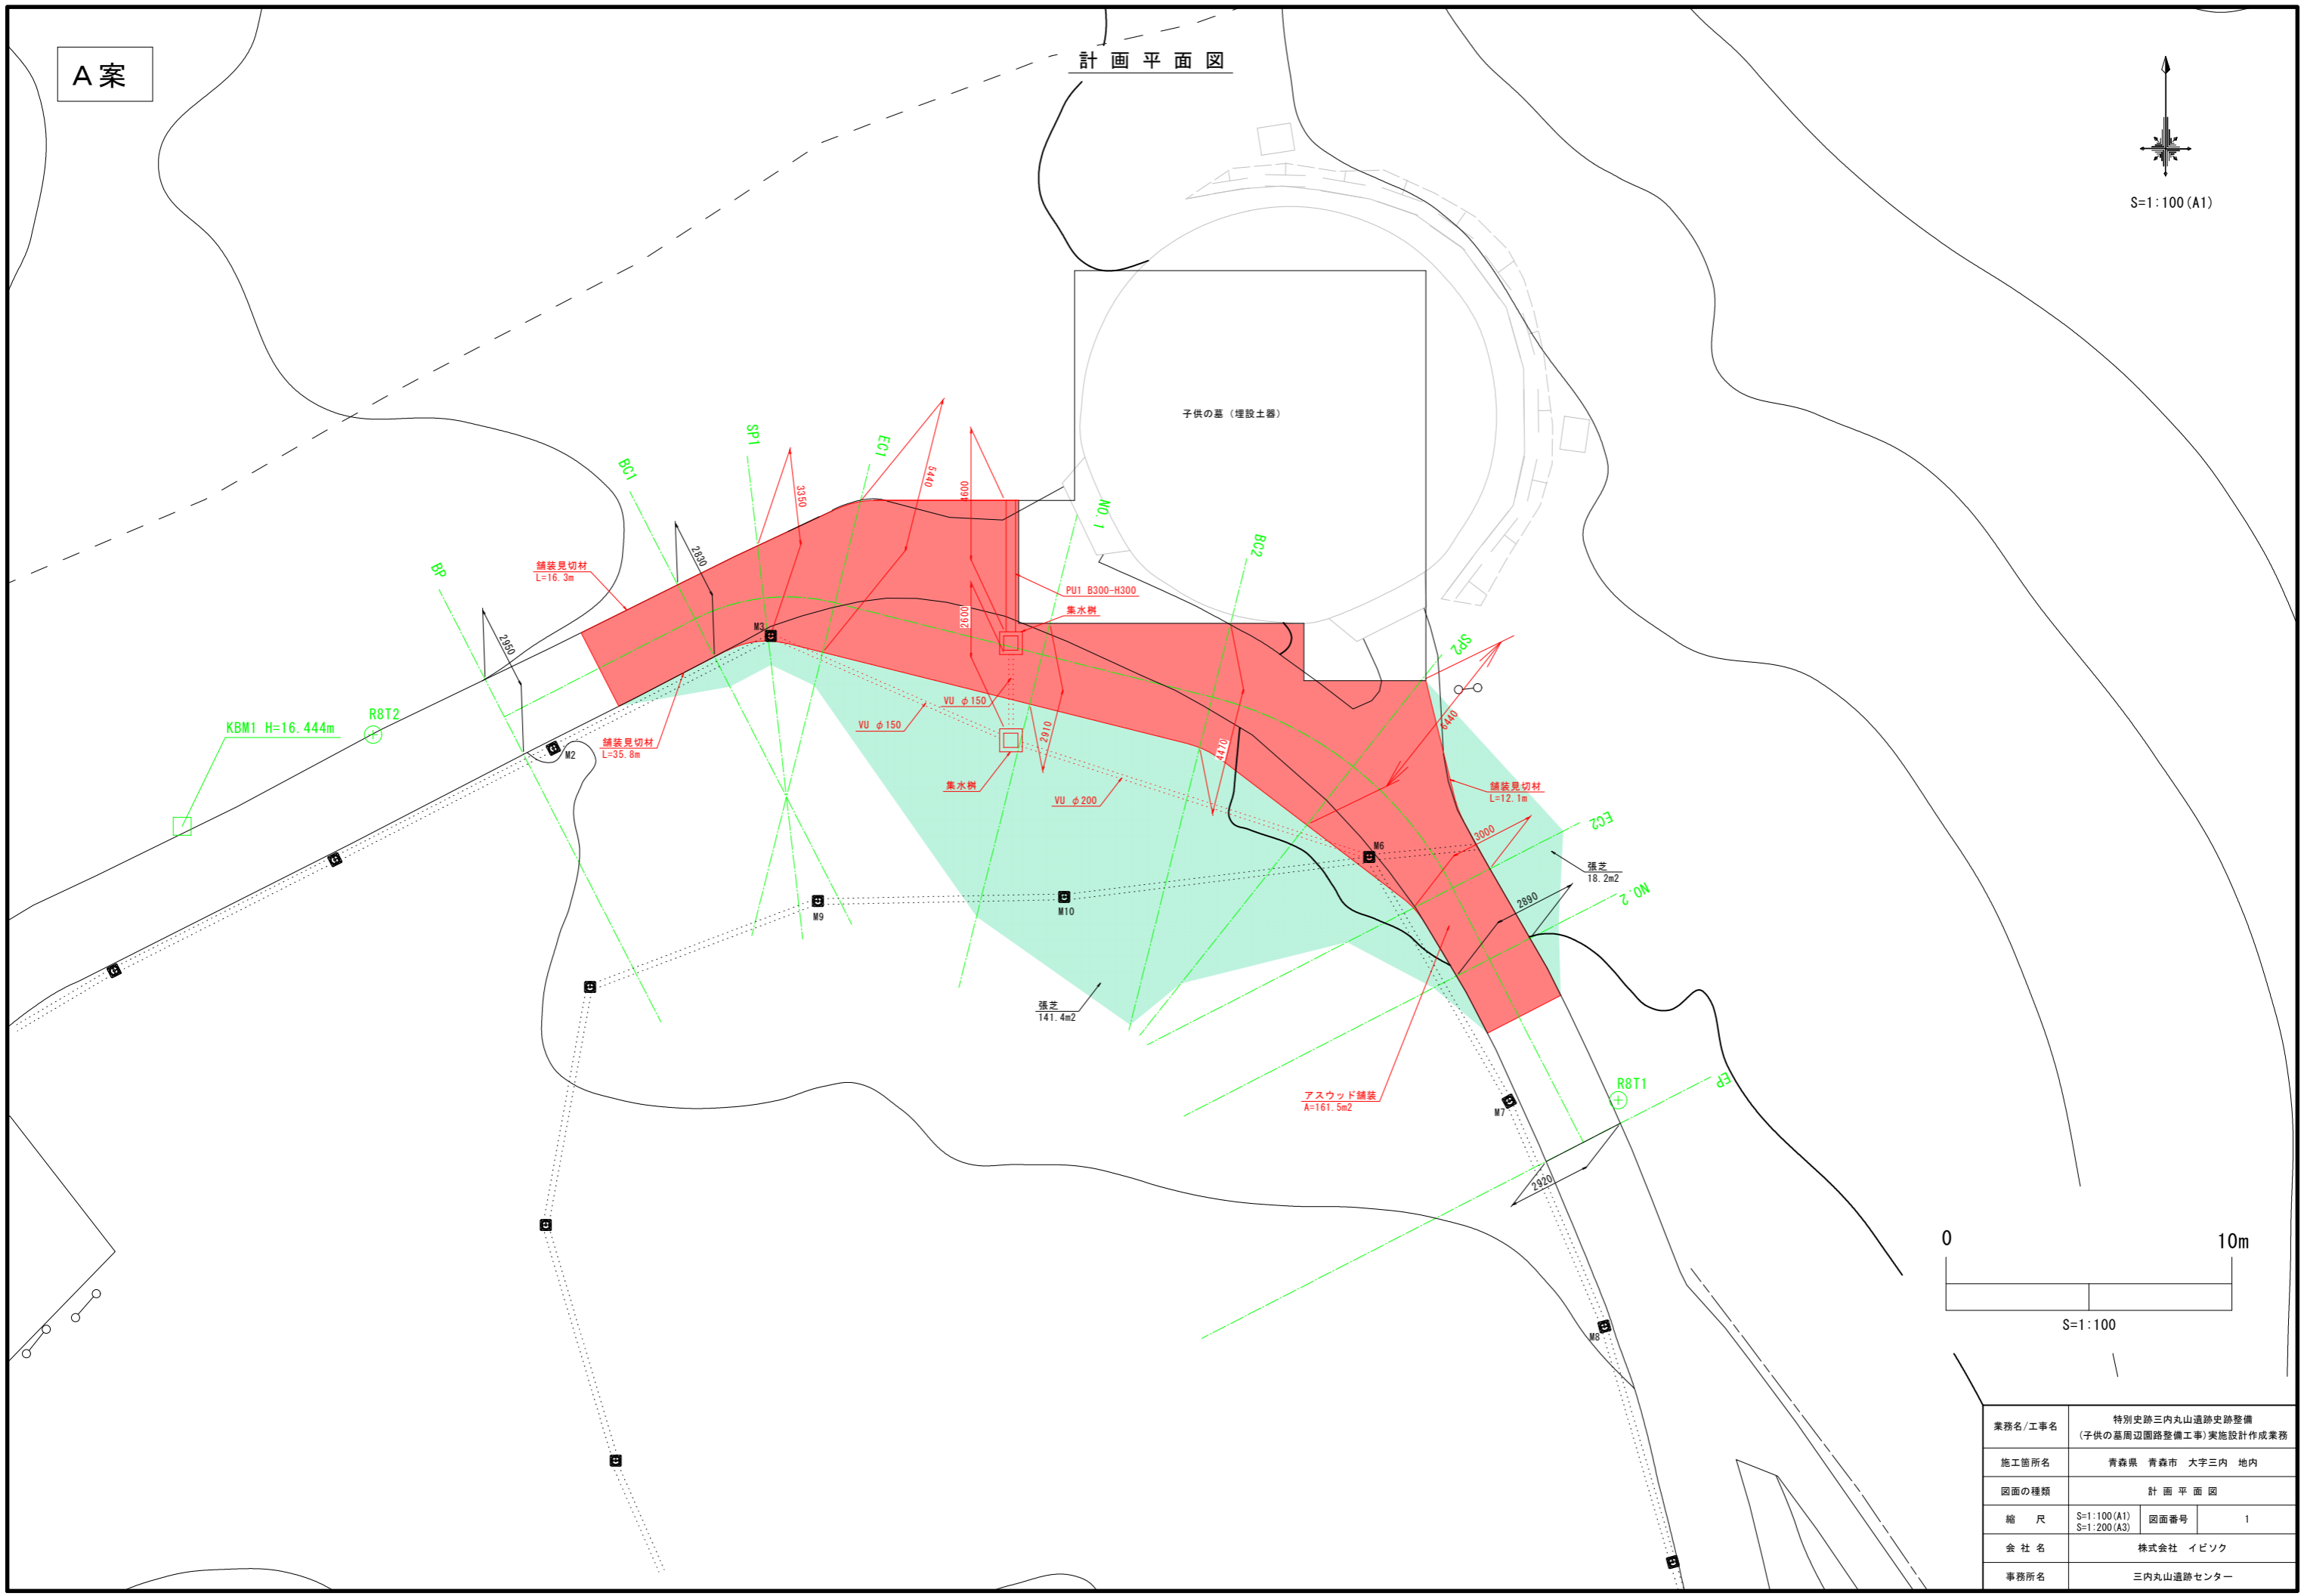 A案
計画平面図
S=1:100(A1)
子供の墓（埋設土器）
SP1
EC1
BC1
5440
4600
3350
NO.1
2830
BC2
BP
舗装見切材
L=16.3m
PU1 B300-H300
集水桝
2600
M3
2950
SP2
R8T2
KBM1 H=16.444m
VU φ150
VU φ150
6440
2910
4470
舗装見切材
L=35.8m
M2
集水桝
VU φ200
舗装見切材
L=12.1m
EC2
3000
M6
張芝
18.2m2
NO.2
2890
M9
M10
張芝
141.4m2
アスウッド舗装
A=161.5m2
M7
R8T1
EP
2920
M8
0
10m
S=1:100
業務名/工事名
特別史跡三内丸山遺跡史跡整備
(子供の墓周辺園路整備工事)実施設計作成業務
施工箇所名
青森県 青森市 大字三内 地内
図面の種類
計画平面図
縮尺
S=1:100(A1)
S=1:200(A3)
図面番号
1
会社名
株式会社 イビソク
事務所名
三内丸山遺跡センター